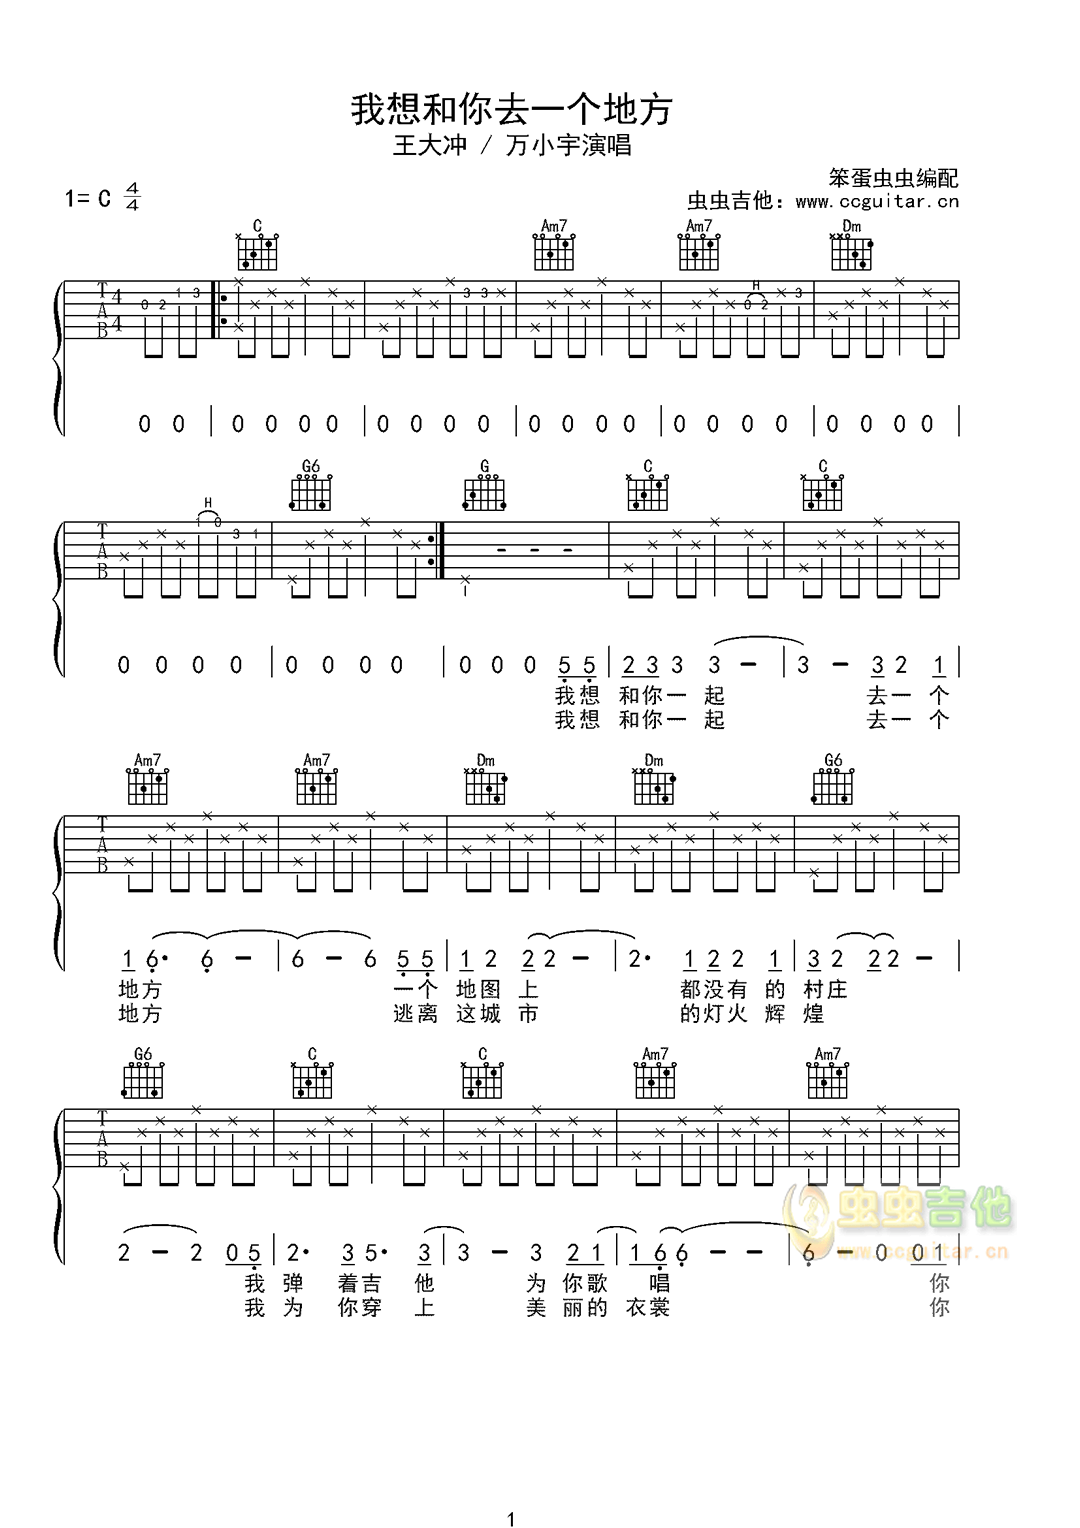 我想和你去一个地方
王大冲 / 万小宇演唱
笨蛋虫虫编配
1= C 4/4
虫虫吉他：www.ccguitar.cn
C Am7 Am7 Dm
T A B 4 4 0 2 1 3 3 3 H 0 2 3
0 0 0 0 0 0 0 0 0 0 0 0 0 0 0 0 0 0 0 0 0 0
G6 G C C
T A B H 1 0 3 1 - - -
0 0 0 0 0 0 0 0 0 0 0 5 5 2 3 3 3 - 3 - 3 2 1
我想 和你一起 去一个
我想 和你一起 去一个
Am7 Am7 Dm Dm G6
T A B
1 6· 6 - 6 - 6 5 5 1 2 2 2 - 2· 1 2 2 1 3 2 2 2 -
地方 一个 地图上 都没有的村庄
地方 逃离 这城市 的灯火辉煌
G6 C C Am7 Am7
T A B
2 - 2 0 5 2· 3 5· 3 3 - 3 2 1 1 6 6 - - 6 - 0 0 1
我 弹着吉他 为你歌唱 你
我 为你穿上 美丽的衣裳 你
虫虫吉他
www.ccguitar.cn
1